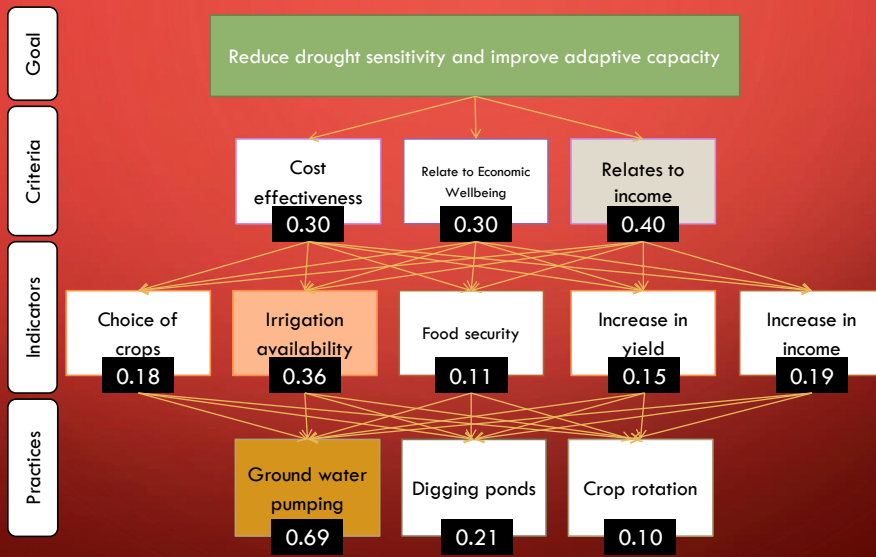 Goal
Reduce drought sensitivity and improve adaptive capacity
Criteria
Cost
effectiveness
0.30
Relate to Economic
Wellbeing
0.30
Relates to
income
0.40
Indicators
Choice of
crops
0.18
Irrigation
availability
0.36
Food security
0.11
Increase in
yield
0.15
Increase in
income
0.19
Practices
Ground water
pumping
0.69
Digging ponds
0.21
Crop rotation
0.10